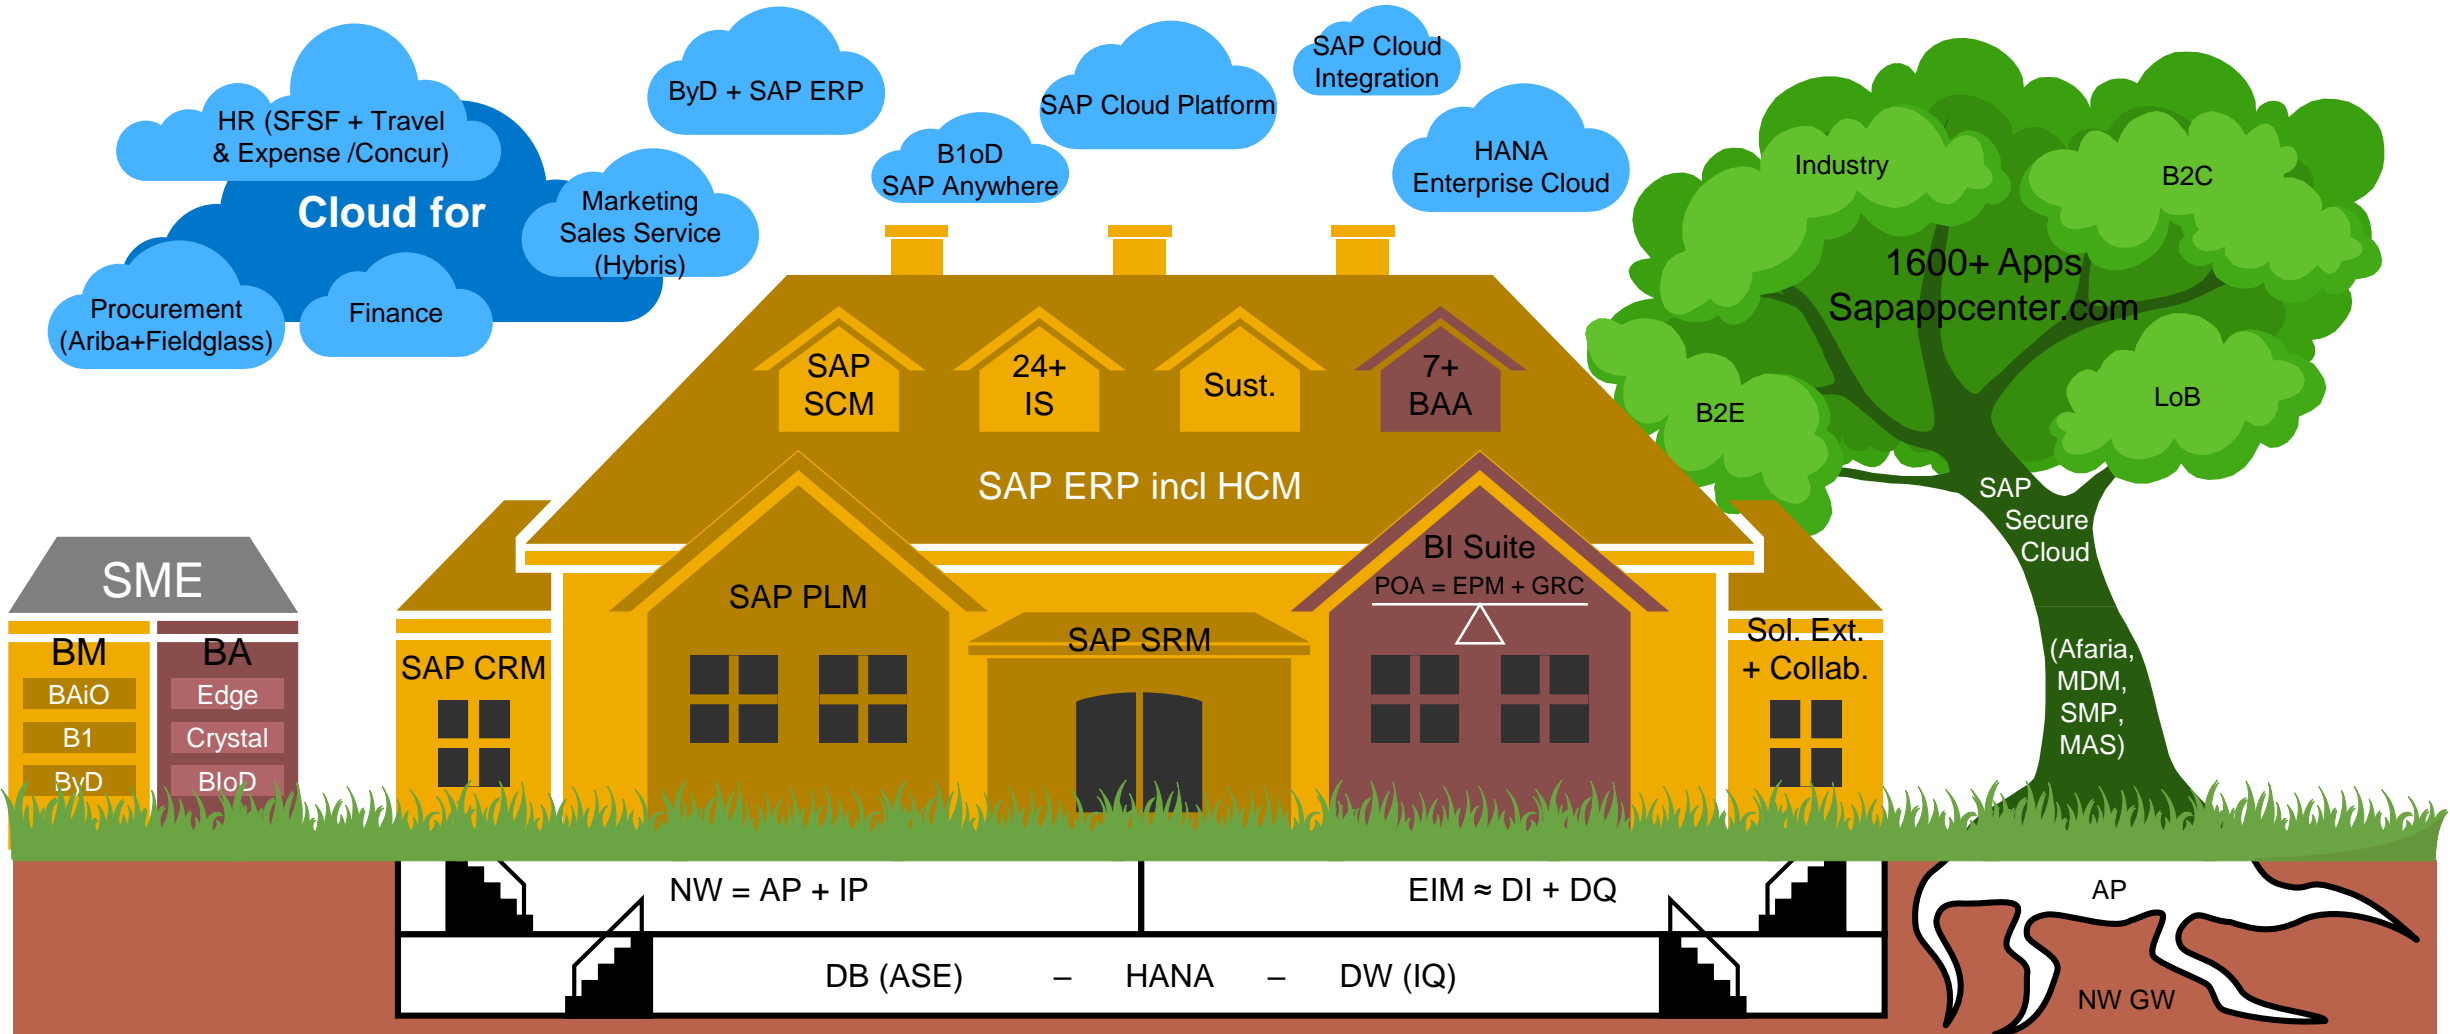 HR (SFSF + Travel
& Expense /Concur)
Cloud for
Marketing
Sales Service
(Hybris)
Procurement
(Ariba+Fieldglass)
Finance
ByD + SAP ERP
B1oD
SAP Anywhere
SAP Cloud Platform
SAP Cloud
Integration
HANA
Enterprise Cloud
Industry
B2C
1600+ Apps
Sapappcenter.com
B2E
LoB
SAP
Secure
Cloud
(Afaria,
MDM,
SMP,
MAS)
SAP
SCM
24+
IS
Sust.
7+
BAA
SAP ERP incl HCM
SME
BM
BAiO
B1
ByD
BA
Edge
Crystal
BIoD
SAP CRM
SAP PLM
SAP SRM
BI Suite
POA = EPM + GRC
Sol. Ext.
+ Collab.
NW = AP + IP
EIM ≈ DI + DQ
DB (ASE) – HANA – DW (IQ)
AP
NW GW